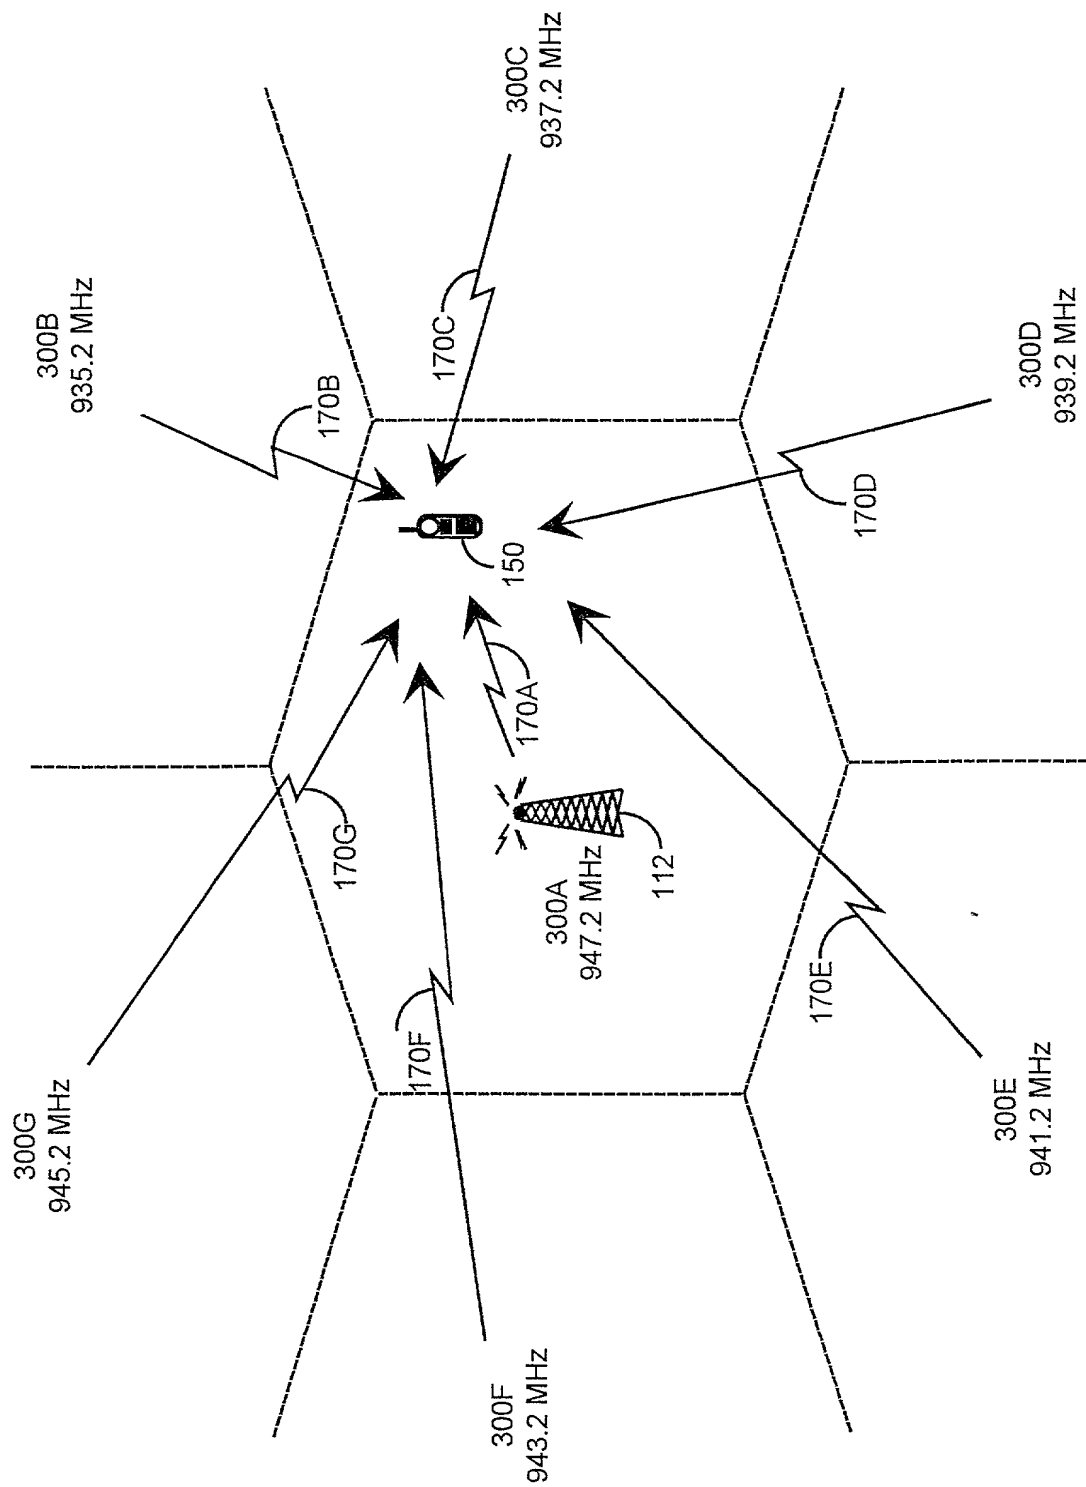 300B
935.2 MHz
300C
937.2 MHz
170B
170C
300G
945.2 MHz
170G
150
170A
170F
300A
947.2 MHz
112
170D
300D
939.2 MHz
170E
300F
943.2 MHz
300E
941.2 MHz